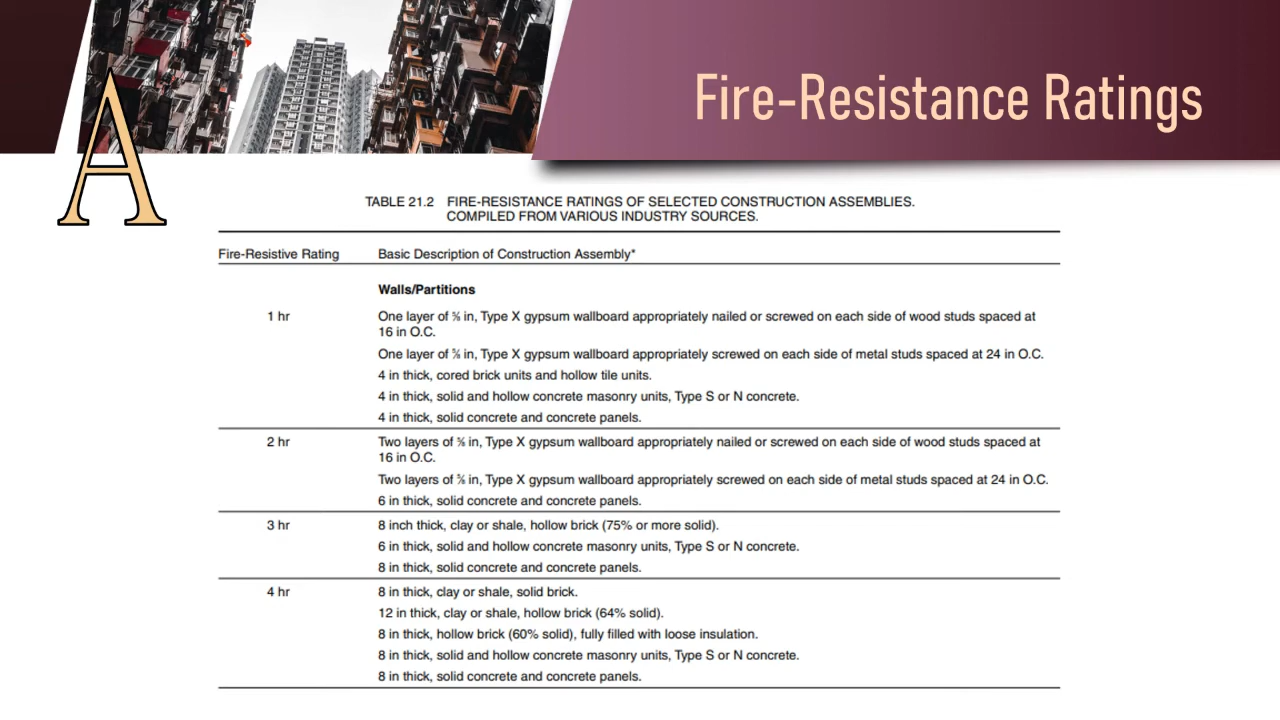 Fire-Resistance Ratings
A
TABLE 21.2 FIRE-RESISTANCE RATINGS OF SELECTED CONSTRUCTION ASSEMBLIES.
COMPILED FROM VARIOUS INDUSTRY SOURCES.
Fire-Resistive Rating Basic Description of Construction Assembly*
Walls/Partitions
1 hr One layer of ⅝ in, Type X gypsum wallboard appropriately nailed or screwed on each side of wood studs spaced at
16 in O.C.
One layer of ⅝ in, Type X gypsum wallboard appropriately screwed on each side of metal studs spaced at 24 in O.C.
4 in thick, cored brick units and hollow tile units.
4 in thick, solid and hollow concrete masonry units, Type S or N concrete.
4 in thick, solid concrete and concrete panels.
2 hr Two layers of ⅝ in, Type X gypsum wallboard appropriately nailed or screwed on each side of wood studs spaced at
16 in O.C.
Two layers of ⅝ in, Type X gypsum wallboard appropriately screwed on each side of metal studs spaced at 24 in O.C.
6 in thick, solid concrete and concrete panels.
3 hr 8 inch thick, clay or shale, hollow brick (75% or more solid).
6 in thick, solid and hollow concrete masonry units, Type S or N concrete.
8 in thick, solid concrete and concrete panels.
4 hr 8 in thick, clay or shale, solid brick.
12 in thick, clay or shale, hollow brick (64% solid).
8 in thick, hollow brick (60% solid), fully filled with loose insulation.
8 in thick, solid and hollow concrete masonry units, Type S or N concrete.
8 in thick, solid concrete and concrete panels.